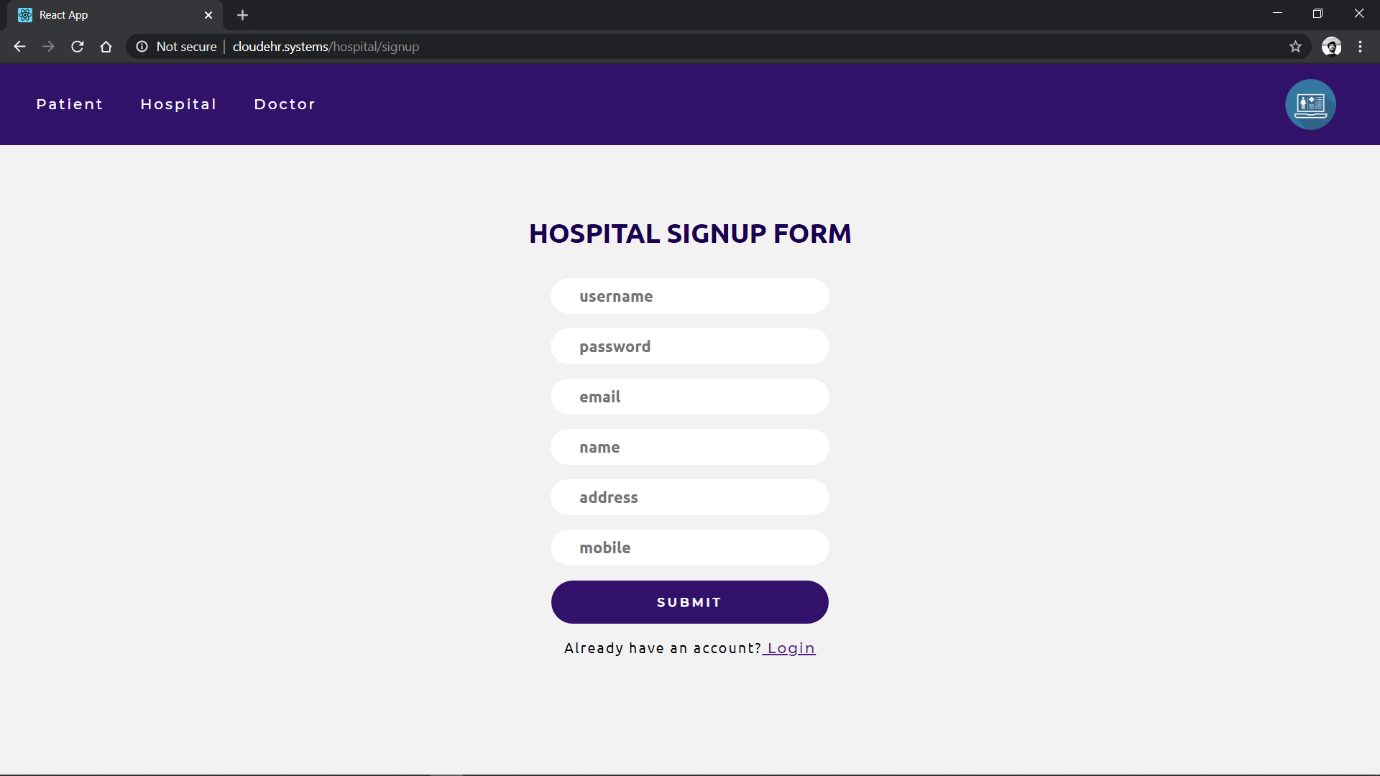 React App
Not secure | cloudehr.systems/hospital/signup
Patient Hospital Doctor
HOSPITAL SIGNUP FORM
username
password
email
name
address
mobile
SUBMIT
Already have an account? Login